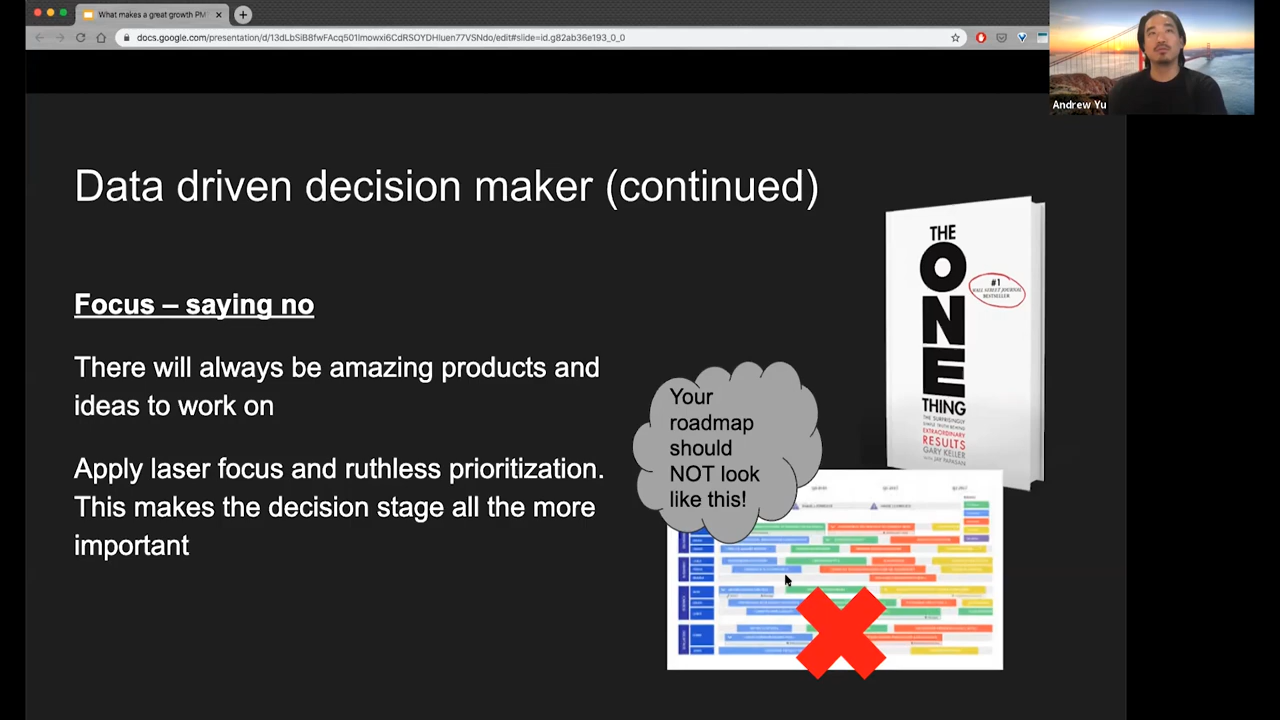 What makes a great growth PM
docs.google.com/presentation/d/13dLbSiB8fwFAcq501lmowxi6CdRSOYDHluen77VSNdo/edit#slide=id.g82ab36e193_0_0
Andrew Yu
Data driven decision maker (continued)
Focus – saying no
There will always be amazing products and
ideas to work on
Apply laser focus and ruthless prioritization.
This makes the decision stage all the more
important
Your
roadmap
should
NOT look
like this!
THE
ONE
THING
#1
WALL STREET JOURNAL
BESTSELLER
THE SURPRISINGLY
SIMPLE TRUTH BEHIND
EXTRAORDINARY
RESULTS
GARY KELLER
WITH JAY PAPASAN